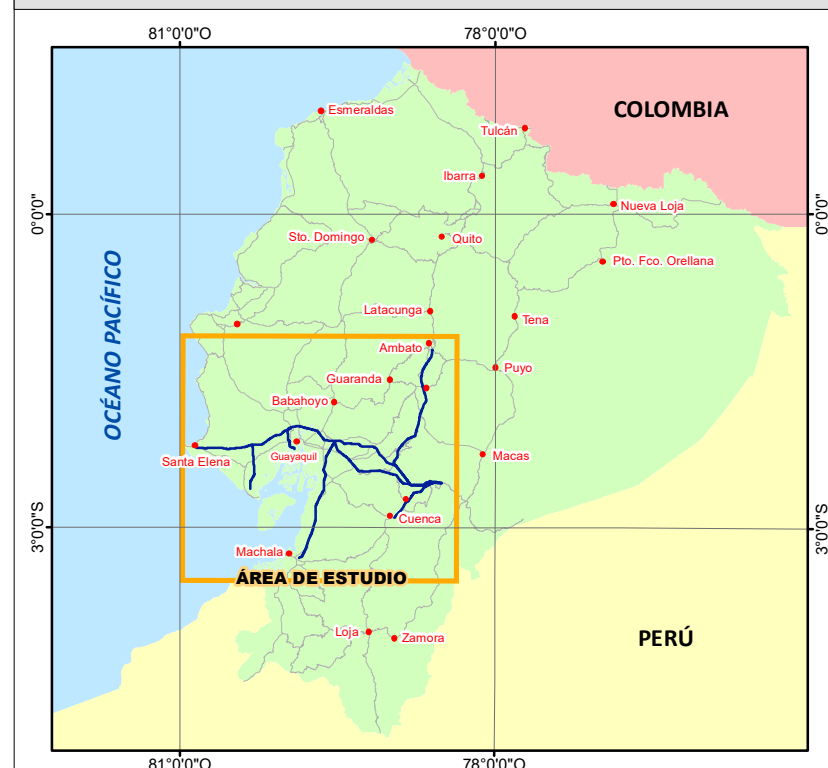 81°0'0"O
78°0'0"O
COLOMBIA
Esmeraldas
Tulcán
Ibarra
Nueva Loja
0°0'0"
0°0'0"
Sto. Domingo
Quito
Pto. Fco. Orellana
OCÉANO PACÍFICO
Latacunga
Tena
Ambato
Puyo
Guaranda
Babahoyo
Santa Elena
Guayaquil
Macas
Cuenca
3°0'0"S
3°0'0"S
Machala
ÁREA DE ESTUDIO
Loja
Zamora
PERÚ
81°0'0"O
78°0'0"O